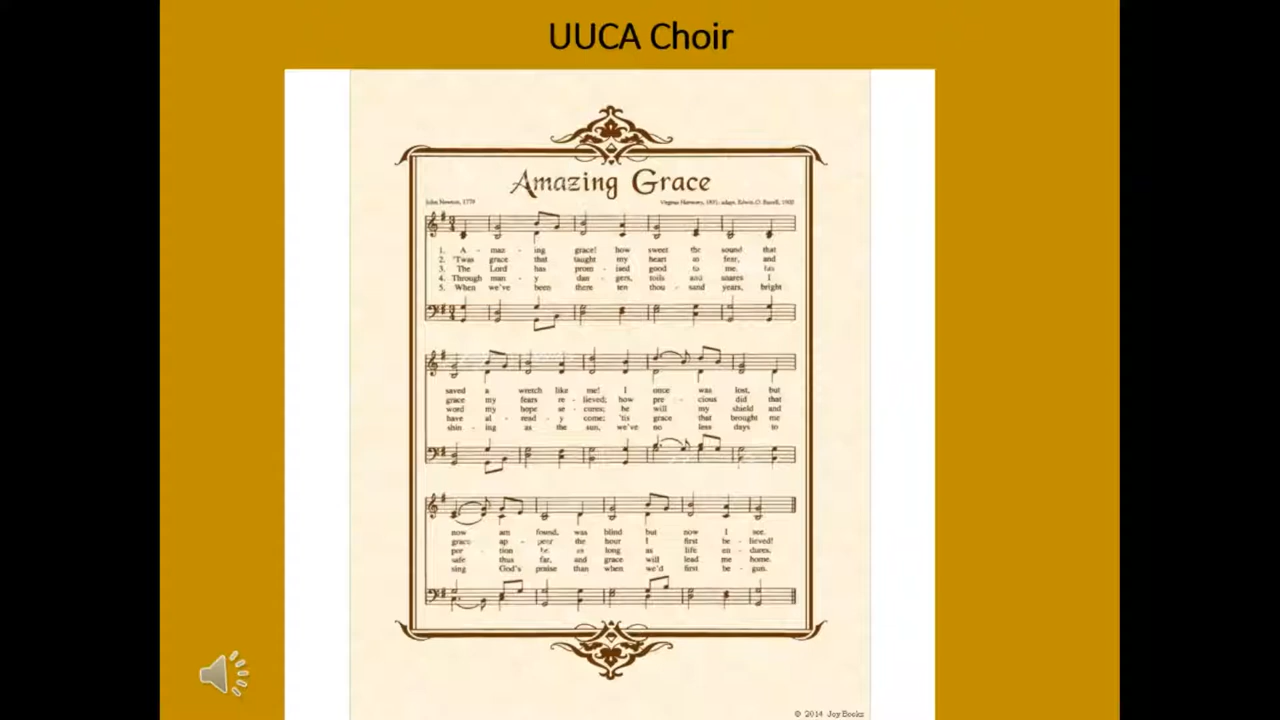 UUCA Choir
Amazing Grace
John Newton, 1779
Virginia Harmony, 1831; adapt. Edwin O. Excell, 1900
1. A - maz - ing grace! how sweet the sound that
2. 'Twas grace that taught my heart to fear, and
3. The Lord has prom - ised good to me, his
4. Through man - y dan - gers, toils and snares I
5. When we've been there ten thou - sand years, bright
saved a wretch like me! I once was lost, but
grace my fears re - lieved; how pre - cious did that
word my hope se - cures; he will my shield and
have al - read - y come; 'tis grace that brought me
shin - ing as the sun, we've no less days to
now am found, was blind but now I see.
grace ap - pear the hour I first be - lieved!
por - tion be, as long as life en - dures.
safe thus far, and grace will lead me home.
sing God's praise than when we'd first be - gun.
© 2014 Joy Books